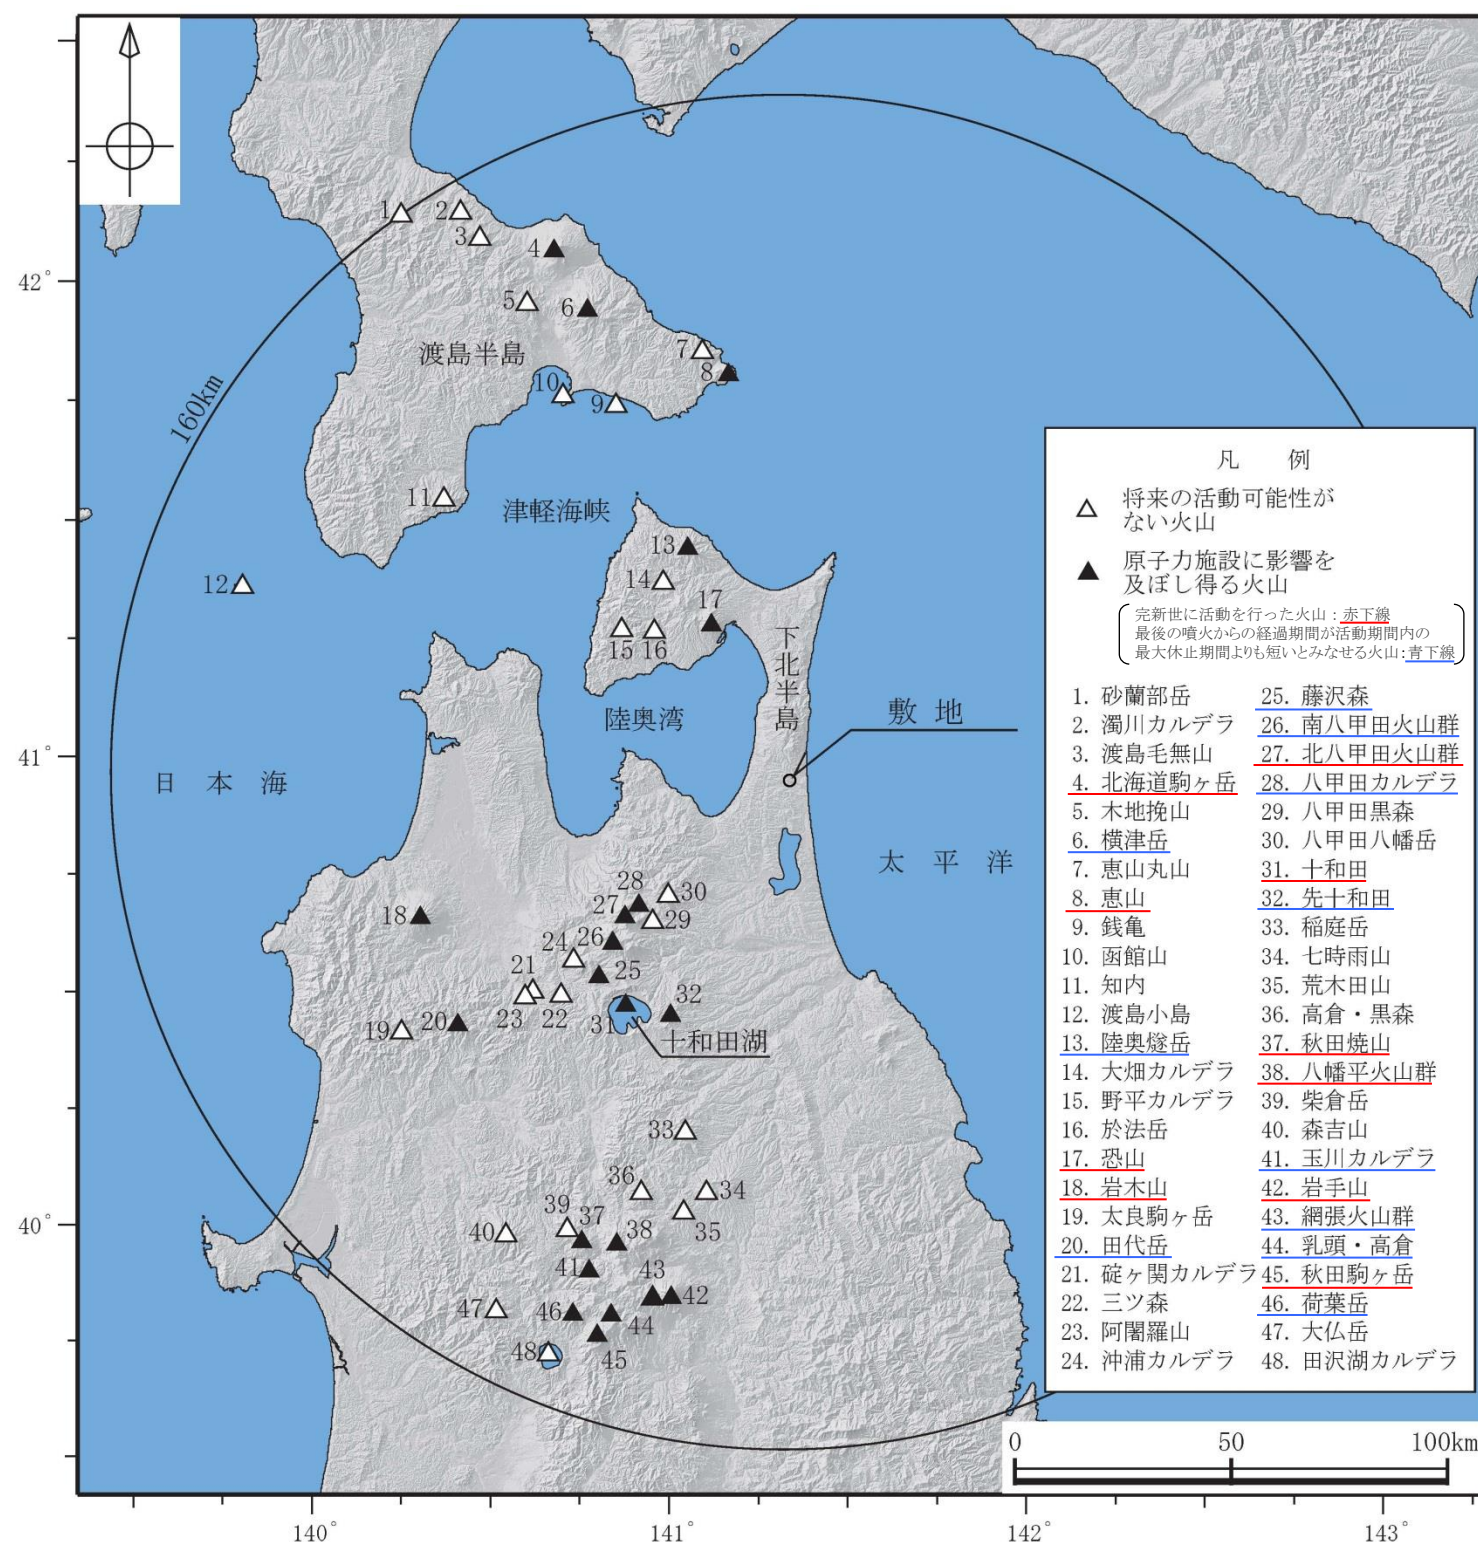 1
2
3
4
42°
5
6
渡島半島
7
8
10
9
160km
11
津軽海峡
13
14
12
17
15
16
下北半島
陸奥湾
敷地
41°
日本海
太平洋
28
30
27
18
29
26
24
25
21
32
23
22
31
20
19
十和田湖
33
36
34
39
37
35
40°
40
38
41
43
42
47
46
44
48
45
140°
141°
142°
143°
凡例
将来の活動可能性が
ない火山
原子力施設に影響を
及ぼし得る火山
完新世に活動を行った火山：赤下線
最後の噴火からの経過期間が活動期間内の
最大休止期間よりも短いとみなせる火山：青下線
1. 砂蘭部岳
2. 濁川カルデラ
3. 渡島毛無山
4. 北海道駒ヶ岳
5. 木地挽山
6. 横津岳
7. 恵山丸山
8. 恵山
9. 銭亀
10. 函館山
11. 知内
12. 渡島小島
13. 陸奥燧岳
14. 大畑カルデラ
15. 野平カルデラ
16. 於法岳
17. 恐山
18. 岩木山
19. 太良駒ヶ岳
20. 田代岳
21. 碇ヶ関カルデラ
22. 三ツ森
23. 阿闍羅山
24. 沖浦カルデラ
25. 藤沢森
26. 南八甲田火山群
27. 北八甲田火山群
28. 八甲田カルデラ
29. 八甲田黒森
30. 八甲田八幡岳
31. 十和田
32. 先十和田
33. 稲庭岳
34. 七時雨山
35. 荒木田山
36. 高倉・黒森
37. 秋田焼山
38. 八幡平火山群
39. 柴倉岳
40. 森吉山
41. 玉川カルデラ
42. 岩手山
43. 網張火山群
44. 乳頭・高倉
45. 秋田駒ヶ岳
46. 荷葉岳
47. 大仏岳
48. 田沢湖カルデラ
0 50 100km